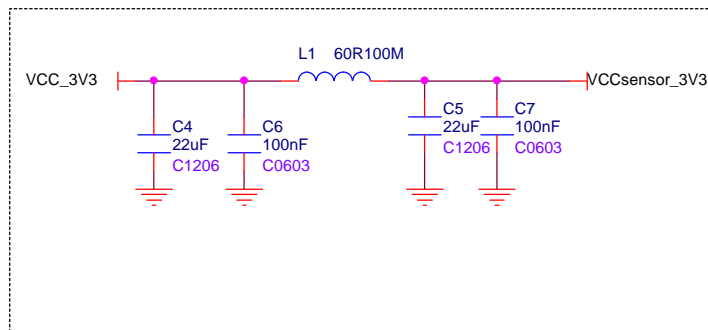 L1 60R100M
VCC_3V3
VCCsensor_3V3
C4
22uF
C1206
C6
100nF
C0603
C5
22uF
C1206
C7
100nF
C0603